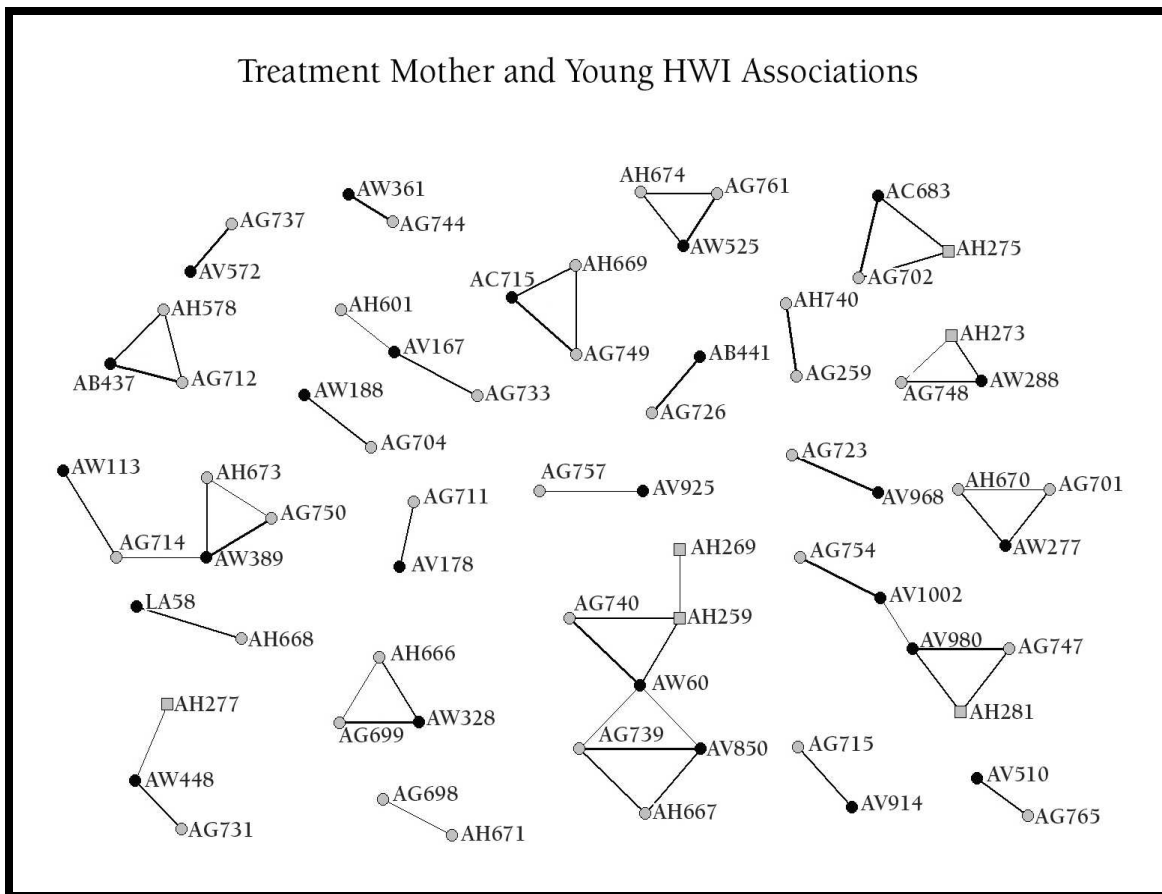 Treatment Mother and Young HWI Associations
AW361
AH674
AG761
AC683
AG737
AG744
AW525
AH275
AV572
AC715
AH669
AG702
AH578
AH601
AH740
AH273
AV167
AG749
AB441
AB437
AG712
AW188
AG733
AG259
AG748
AW288
AG726
AG704
AG723
AW113
AH673
AG757
AV925
AV968
AH670
AG701
AG711
AG750
AG714
AW389
AV178
AH269
AG754
AW277
LA58
AG740
AH259
AV1002
AH668
AH666
AV980
AG747
AW60
AH277
AG699
AW328
AH281
AG739
AV850
AG715
AW448
AG698
AV510
AG731
AH671
AH667
AV914
AG765